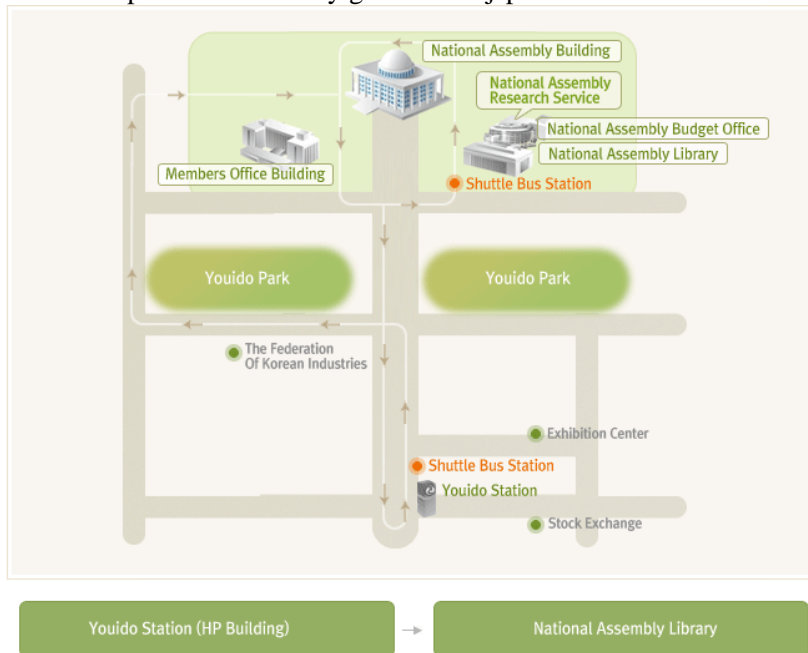 National Assembly Building
National Assembly
Research Service
National Assembly Budget Office
National Assembly Library
Members Office Building
Shuttle Bus Station
Youido Park
Youido Park
The Federation
Of Korean Industries
Exhibition Center
Shuttle Bus Station
Youido Station
Stock Exchange
Youido Station (HP Building)
National Assembly Library